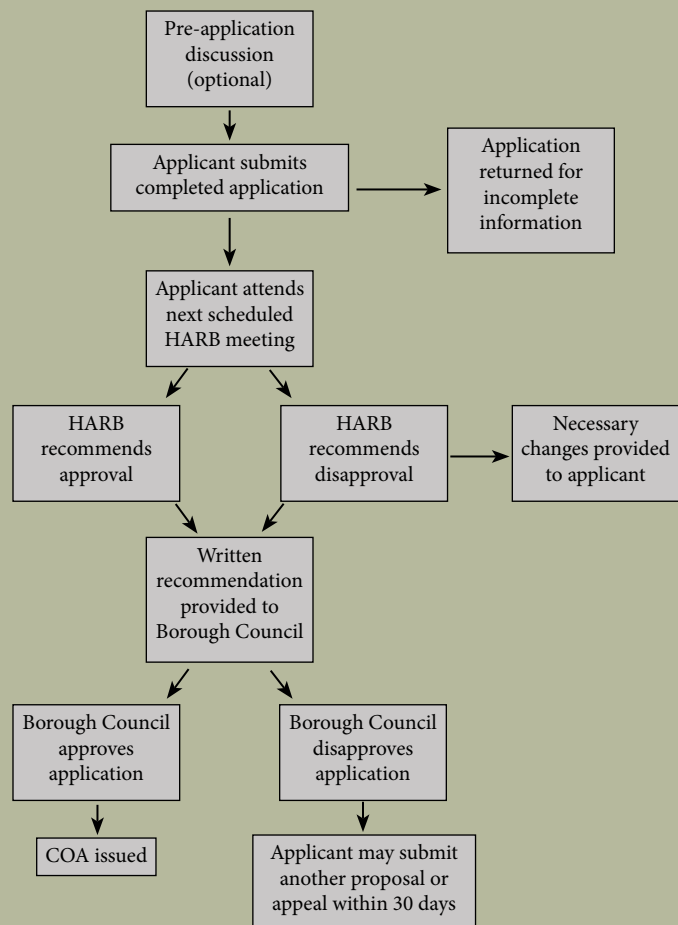 Pre-application
discussion
(optional)
Applicant submits
completed application
Application
returned for
incomplete
information
Applicant attends
next scheduled
HARB meeting
HARB
recommends
approval
HARB
recommends
disapproval
Necessary
changes provided
to applicant
Written
recommendation
provided to
Borough Council
Borough Council
approves
application
Borough Council
disapproves
application
COA issued
Applicant may submit
another proposal or
appeal within 30 days